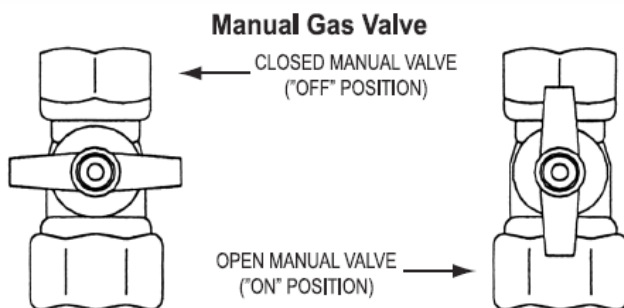 Manual Gas Valve
CLOSED MANUAL VALVE
("OFF" POSITION)
OPEN MANUAL VALVE
("ON" POSITION)